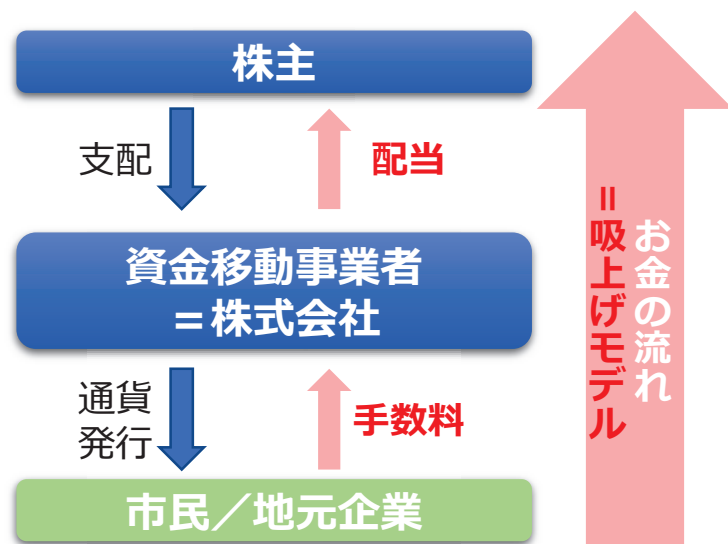 株主
支配
配当
資金移動事業者
＝株式会社
通貨
発行
手数料
市民／地元企業
お金の流れ
＝吸上げモデル